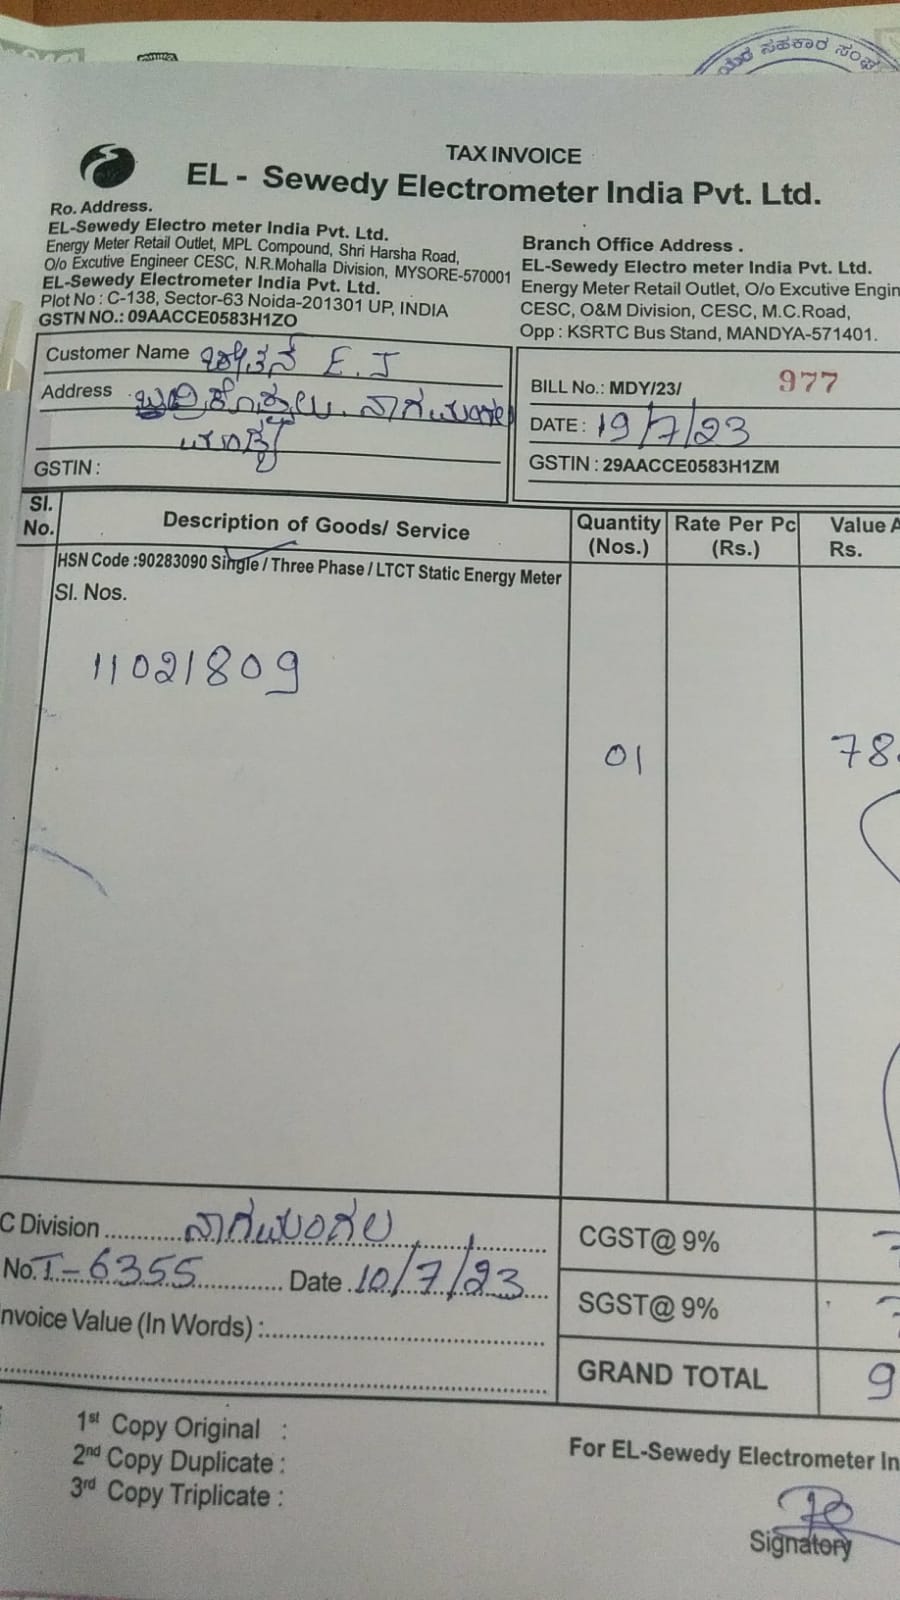 ಯರ ಸಹಕಾರ ಸಂಘ
TAX INVOICE
EL - Sewedy Electrometer India Pvt. Ltd.
Ro. Address.
EL-Sewedy Electro meter India Pvt. Ltd.
Energy Meter Retail Outlet, MPL Compound, Shri Harsha Road,
O/o Excutive Engineer CESC, N.R.Mohalla Division, MYSORE-570001
EL-Sewedy Electrometer India Pvt. Ltd.
Plot No : C-138, Sector-63 Noida-201301 UP, INDIA
GSTN NO.: 09AACCE0583H1ZO
Branch Office Address .
EL-Sewedy Electro meter India Pvt. Ltd.
Energy Meter Retail Outlet, O/o Excutive Engin
CESC, O&M Division, CESC, M.C.Road,
Opp : KSRTC Bus Stand, MANDYA-571401.
Customer Name E.J
Address
ಮಂಡ್ಯ
GSTIN :
BILL No.: MDY/23/ 977
DATE : 19/7/23
GSTIN : 29AACCE0583H1ZM
Sl. No. Description of Goods/ Service Quantity (Nos.) Rate Per Pc (Rs.) Value A Rs.
HSN Code :90283090 Single / Three Phase / LTCT Static Energy Meter
Sl. Nos.
11021809
01 78
C Division �ನಾಗಮಂಗಲ
No. T-6355 Date 10/7/23
nvoice Value (In Words) :
CGST@ 9% 7
SGST@ 9% 7
GRAND TOTAL 9
1st Copy Original :
2nd Copy Duplicate :
3rd Copy Triplicate :
For EL-Sewedy Electrometer In
Signatory